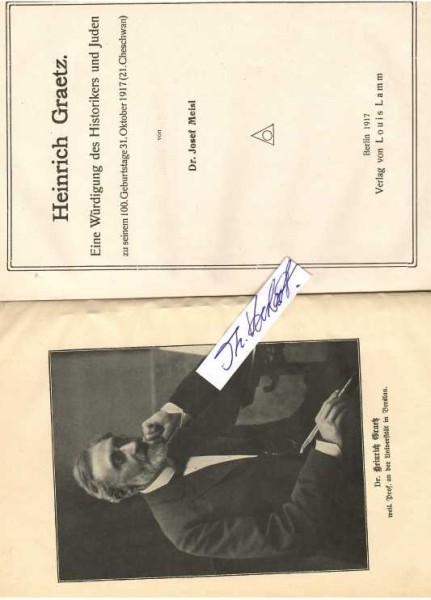 Heinrich Graetz.
Eine Würdigung des Historikers und Juden
zu seinem 100. Geburtstage 31. Oktober 1917 (21. Cheschwan)
von
Dr. Josef Meisl
Berlin 1917
Verlag von Louis Lamm
Th.
Dr. Heinrich Graetz
weil. Prof. an der Universität in Breslau.